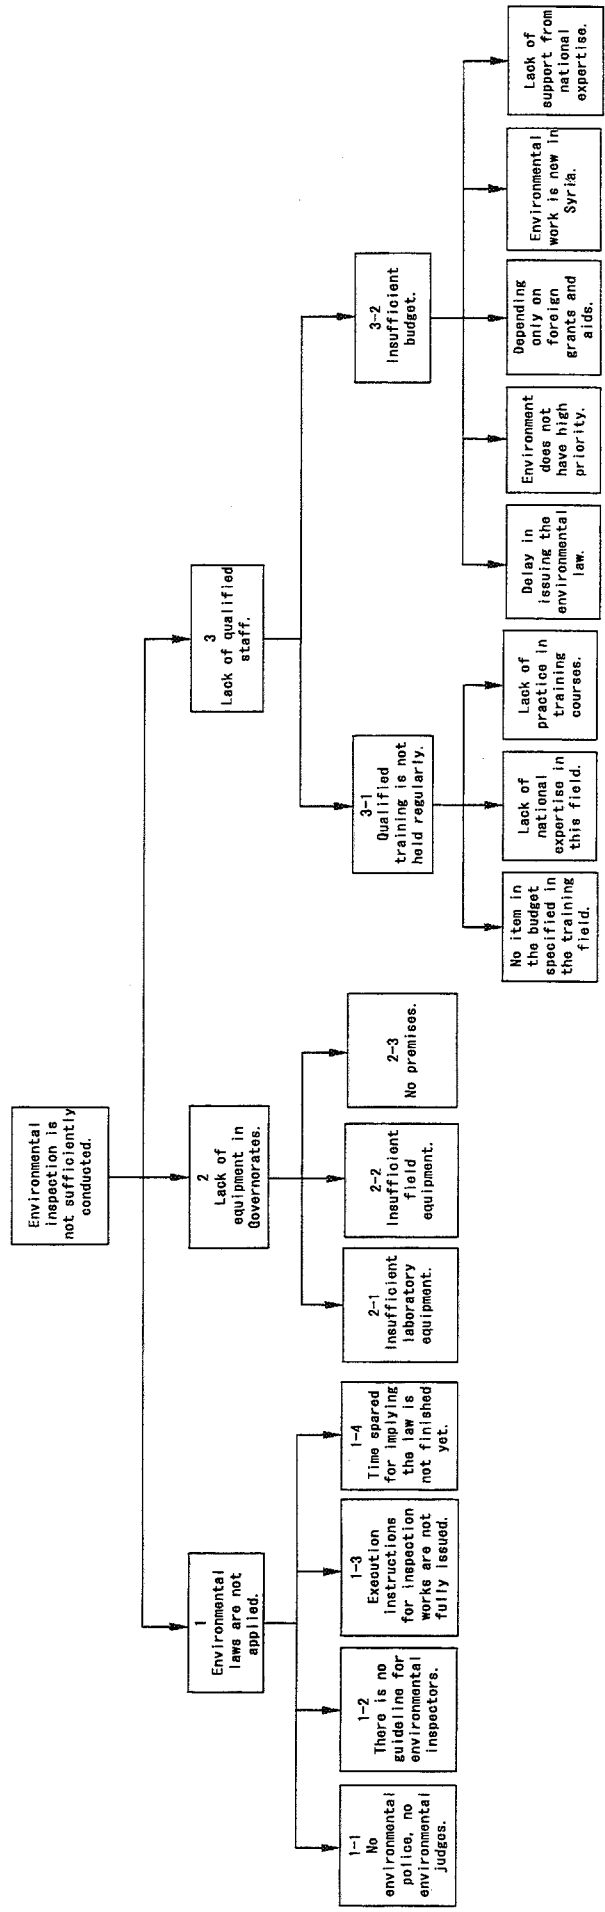 Environmental
inspection is
not sufficiently
conducted.
1
Environmental
laws are not
applied.
2
Lack of
equipment in
Governorates.
3
Lack of qualified
staff.
1-1
No
environmental
police, no
environmental
judges.
1-2
There is no
guideline for
environmental
inspectors.
1-3
Execution
instructions
for inspection
works are not
fully issued.
1-4
Time spared
for implying
the law is
not finished
yet.
2-1
Insufficient
laboratory
equipment.
2-2
Insufficient
field
equipment.
2-3
No premises.
3-1
Qualified
training is not
held regularly.
3-2
Insufficient
budget.
No item in
the budget
specified in
the training
field.
Lack of
national
expertise in
this field.
Lack of
practice in
training
courses.
Delay in
issuing the
environmental
law.
Environment
does not
have high
priority.
Depending
only on
foreign
grants and
aids.
Environmental
work is new in
Syria.
Lack of
support from
national
expertise.